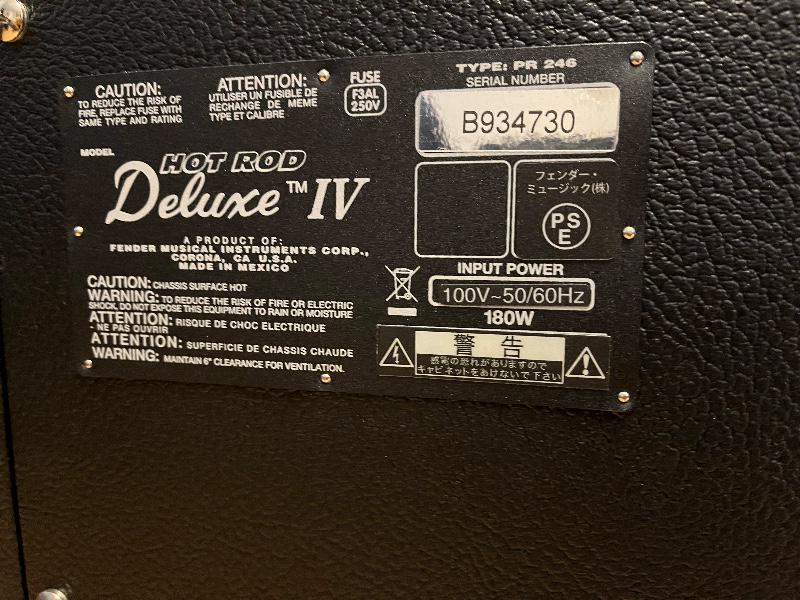 CAUTION:
TO REDUCE THE RISK OF
FIRE, REPLACE FUSE WITH
SAME TYPE AND RATING
ATTENTION:
UTILISER UN FUSIBLE DE
RECHANGE DE MEME
TYPE ET CALIBRE
FUSE
F3AL
250V
TYPE: PR 246
SERIAL NUMBER
B934730
MODEL
HOT ROD
Deluxe™ IV
A PRODUCT OF:
FENDER MUSICAL INSTRUMENTS CORP.,
CORONA, CA U.S.A.
MADE IN MEXICO
フェンダー・
ミュージック(株)
PS
E
INPUT POWER
100V~50/60Hz
180W
CAUTION: CHASSIS SURFACE HOT
WARNING: TO REDUCE THE RISK OF FIRE OR ELECTRIC
SHOCK, DO NOT EXPOSE THIS EQUIPMENT TO RAIN OR MOISTURE
ATTENTION: RISQUE DE CHOC ELECTRIQUE
- NE PAS OUVRIR
ATTENTION: SUPERFICIE DE CHASSIS CHAUDE
WARNING: MAINTAIN 6" CLEARANCE FOR VENTILATION.
警告
感電の恐れがありますので
キャビネットをあけないで下さい